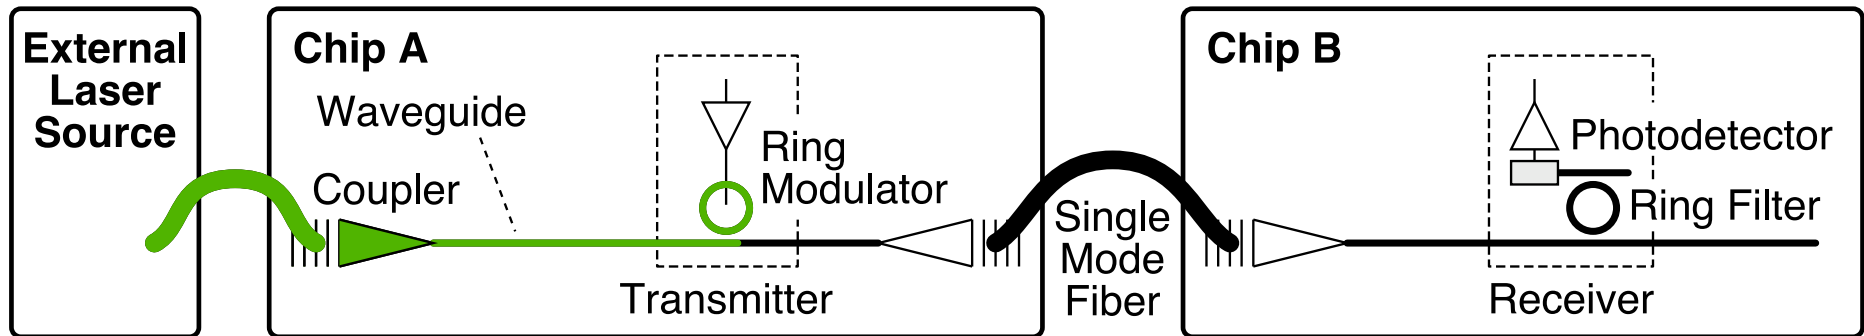 External
Laser
Source
Chip A
Waveguide
Coupler
Ring
Modulator
Transmitter
Single
Mode
Fiber
Chip B
Photodetector
Ring Filter
Receiver